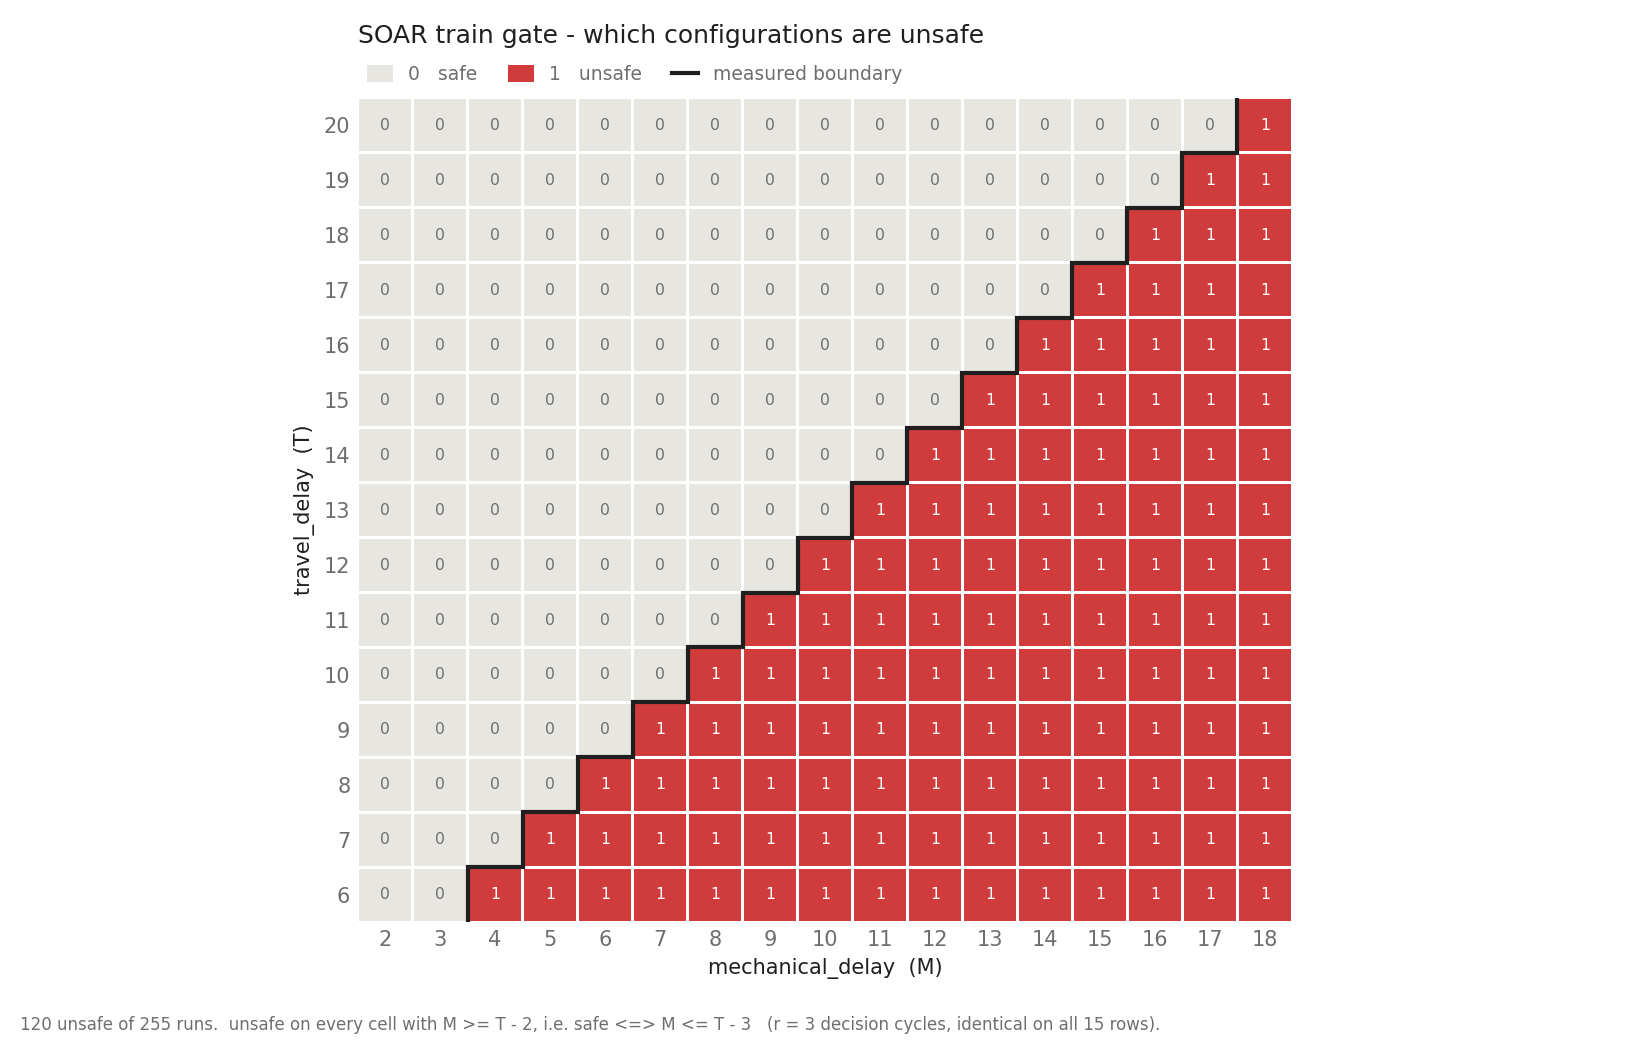 SOAR train gate - which configurations are unsafe
0 safe 1 unsafe measured boundary
travel_delay (T)
20 0 0 0 0 0 0 0 0 0 0 0 0 0 0 0 0 1
19 0 0 0 0 0 0 0 0 0 0 0 0 0 0 0 1 1
18 0 0 0 0 0 0 0 0 0 0 0 0 0 0 1 1 1
17 0 0 0 0 0 0 0 0 0 0 0 0 0 1 1 1 1
16 0 0 0 0 0 0 0 0 0 0 0 0 1 1 1 1 1
15 0 0 0 0 0 0 0 0 0 0 0 1 1 1 1 1 1
14 0 0 0 0 0 0 0 0 0 0 1 1 1 1 1 1 1
13 0 0 0 0 0 0 0 0 0 1 1 1 1 1 1 1 1
12 0 0 0 0 0 0 0 0 1 1 1 1 1 1 1 1 1
11 0 0 0 0 0 0 0 1 1 1 1 1 1 1 1 1 1
10 0 0 0 0 0 0 1 1 1 1 1 1 1 1 1 1 1
9 0 0 0 0 0 1 1 1 1 1 1 1 1 1 1 1 1
8 0 0 0 0 1 1 1 1 1 1 1 1 1 1 1 1 1
7 0 0 0 1 1 1 1 1 1 1 1 1 1 1 1 1 1
6 0 0 1 1 1 1 1 1 1 1 1 1 1 1 1 1 1
2 3 4 5 6 7 8 9 10 11 12 13 14 15 16 17 18
mechanical_delay (M)
120 unsafe of 255 runs. unsafe on every cell with M >= T - 2, i.e. safe <=> M <= T - 3 (r = 3 decision cycles, identical on all 15 rows).